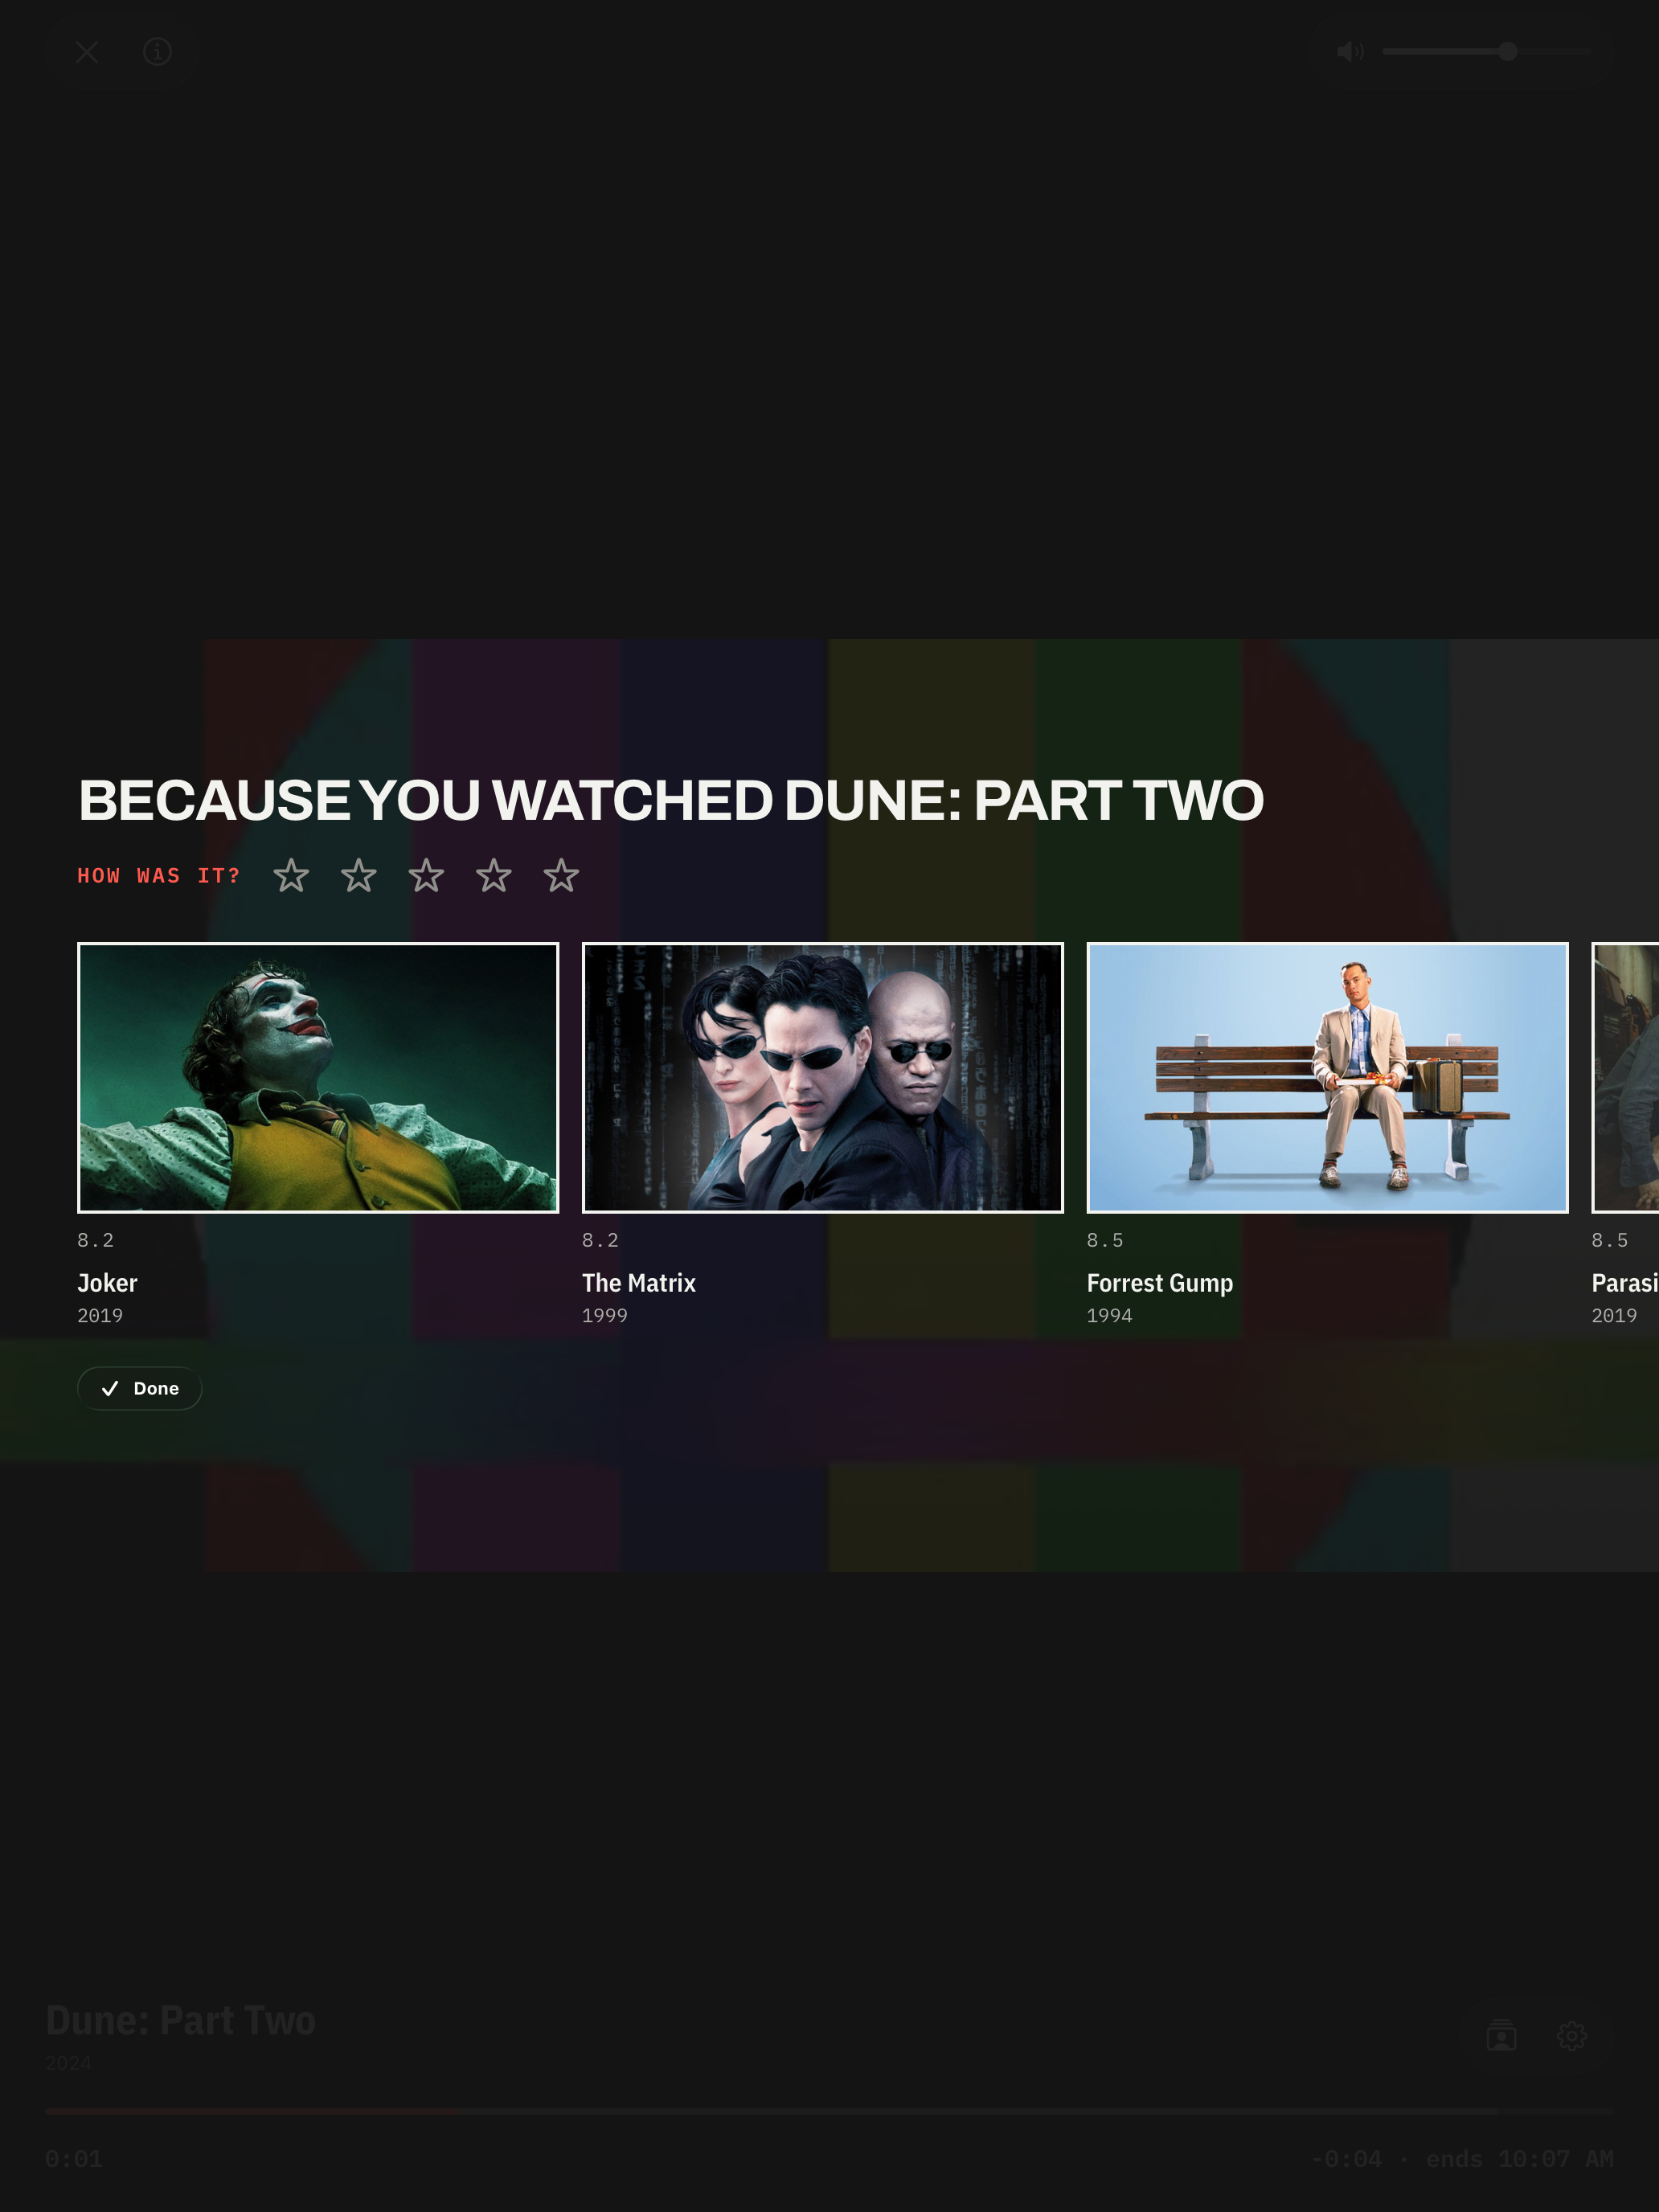 BECAUSE YOU WATCHED DUNE: PART TWO
HOW WAS IT?
8.2
Joker
2019
8.2
The Matrix
1999
8.5
Forrest Gump
1994
8.5
Parasi
2019
Done
Dune: Part Two
2024
0:01
-0:04 · ends 10:07 AM